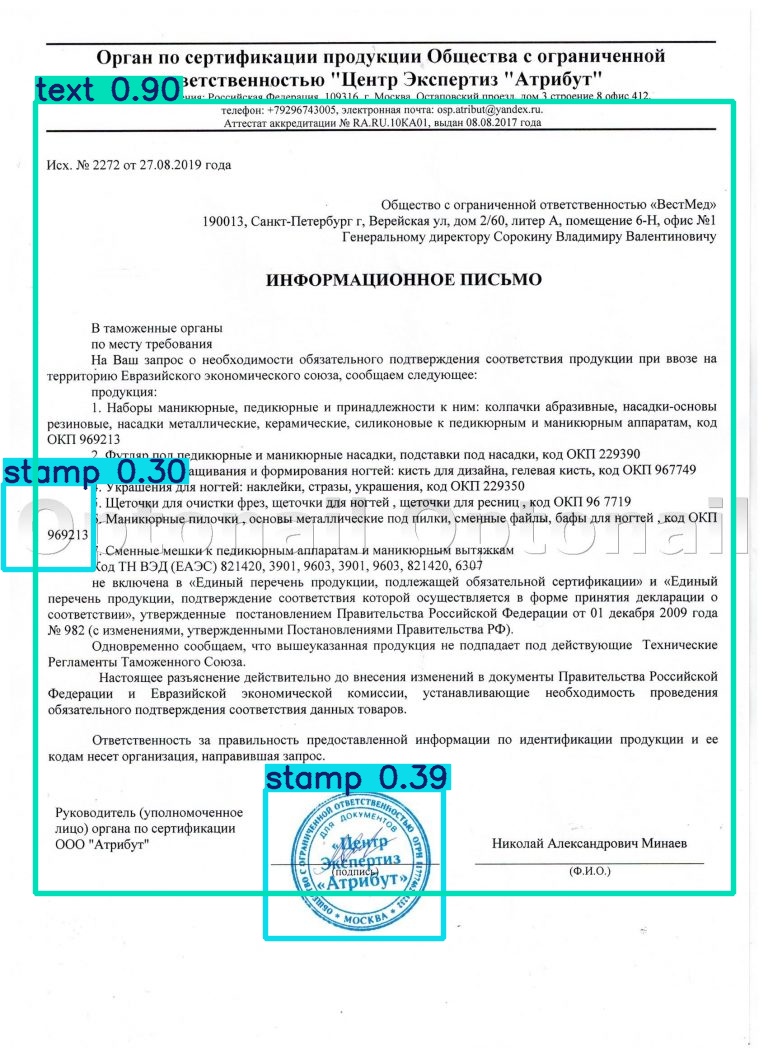 Орган по сертификации продукции Общества с ограниченной
ветственностью "Центр Экспертиз "Атрибут"
text 0.90
Российская Федерация, 109316, г. Москва, Остаповский проезд, дом 3 строение 8 офис 412,
телефон: +79296743005, электронная почта: osp.atribut@yandex.ru.
Аттестат аккредитации № RA.RU.10КА01, выдан 08.08.2017 года
Исх. № 2272 от 27.08.2019 года
Общество с ограниченной ответственностью «ВестМед»
190013, Санкт-Петербург г, Верейская ул, дом 2/60, литер А, помещение 6-Н, офис №1
Генеральному директору Сорокину Владимиру Валентиновичу
ИНФОРМАЦИОННОЕ ПИСЬМО
В таможенные органы
по месту требования
На Ваш запрос о необходимости обязательного подтверждения соответствия продукции при ввозе на
территорию Евразийского экономического союза, сообщаем следующее:
продукция:
1. Наборы маникюрные, педикюрные и принадлежности к ним: колпачки абразивные, насадки-основы
резиновые, насадки металлические, керамические, силиконовые к педикюрным и маникюрным аппаратам, код
ОКП 969213
2. Футляр под педикюрные и маникюрные насадки, подставки под насадки, код ОКП 229390
stamp 0.30
ащивания и формирования ногтей: кисть для дизайна, гелевая кисть, код ОКП 967749
4. Украшения для ногтей: наклейки, стразы, украшения, код ОКП 229350
5. Щеточки для очистки фрез, щеточки для ногтей , щеточки для ресниц , код ОКП 96 7719
6. Маникюрные пилочки , основы металлические под пилки, сменные файлы, бафы для ногтей , код ОКП
969213
Optonail Optonail
7. Сменные мешки к педикюрным аппаратам и маникюрным вытяжкам
Код ТН ВЭД (ЕАЭС) 821420, 3901, 9603, 3901, 9603, 821420, 6307
не включена в «Единый перечень продукции, подлежащей обязательной сертификации» и «Единый
перечень продукции, подтверждение соответствия которой осуществляется в форме принятия декларации о
соответствии», утвержденные постановлением Правительства Российской Федерации от 01 декабря 2009 года
№ 982 (с изменениями, утвержденными Постановлениями Правительства РФ).
Одновременно сообщаем, что вышеуказанная продукция не подпадает под действующие Технические
Регламенты Таможенного Союза.
Настоящее разъяснение действительно до внесения изменений в документы Правительства Российской
Федерации и Евразийской экономической комиссии, устанавливающие необходимость проведения
обязательного подтверждения соответствия данных товаров.
Ответственность за правильность предоставленной информации по идентификации продукции и ее
кодам несет организация, направившая запрос.
stamp 0.39
Руководитель (уполномоченное
лицо) органа по сертификации
ООО "Атрибут"
ОБЩЕСТВО С ОГРАНИЧЕННОЙ ОТВЕТСТВЕННОСТЬЮ ОГРН
ДЛЯ ДОКУМЕНТОВ
«Центр
Экспертиз
«Атрибут»
* МОСКВА *
(подпись)
Николай Александрович Минаев
(Ф.И.О.)